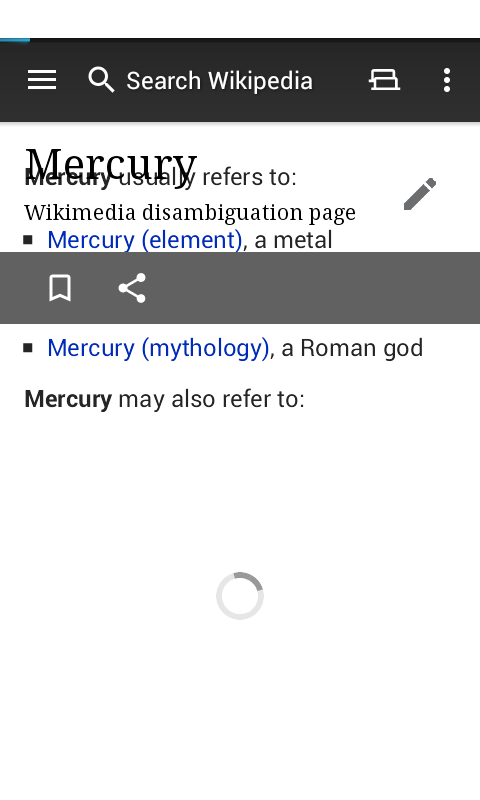 Search Wikipedia
Mercury
Mercury usually refers to:
Wikimedia disambiguation page
Mercury (element), a metal
Mercury (mythology), a Roman god
Mercury may also refer to: